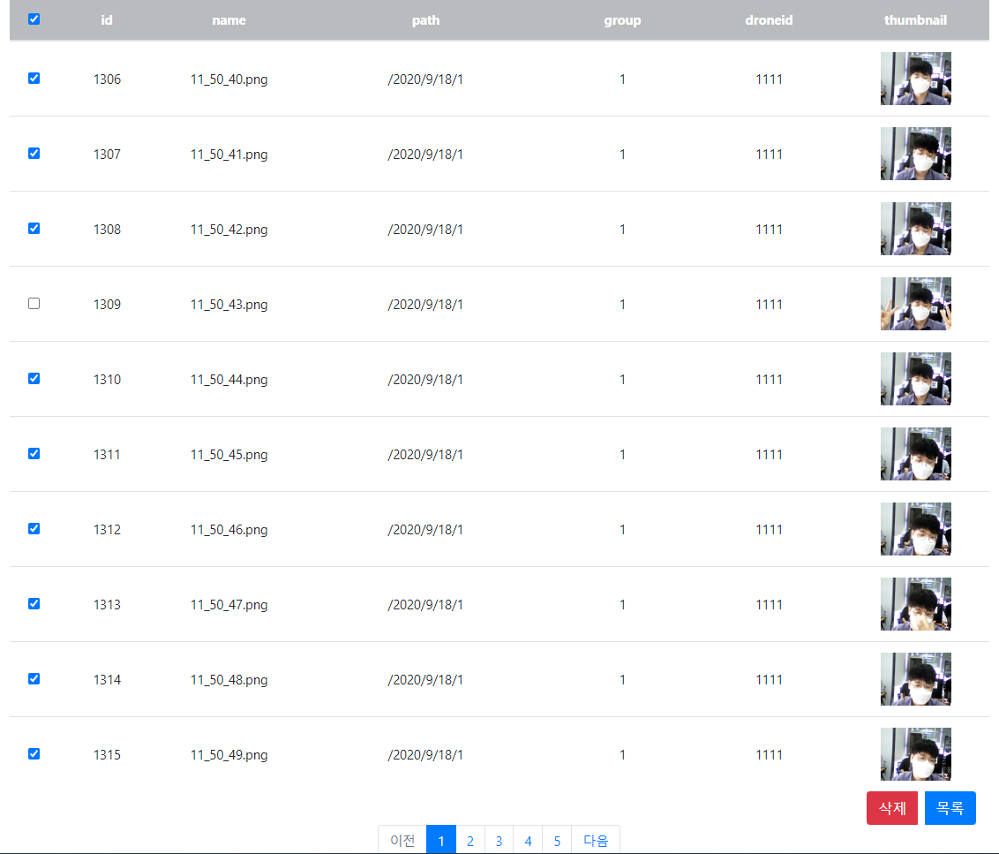 id name path group droneid thumbnail
1306 11_50_40.png /2020/9/18/1 1 1111
1307 11_50_41.png /2020/9/18/1 1 1111
1308 11_50_42.png /2020/9/18/1 1 1111
1309 11_50_43.png /2020/9/18/1 1 1111
1310 11_50_44.png /2020/9/18/1 1 1111
1311 11_50_45.png /2020/9/18/1 1 1111
1312 11_50_46.png /2020/9/18/1 1 1111
1313 11_50_47.png /2020/9/18/1 1 1111
1314 11_50_48.png /2020/9/18/1 1 1111
1315 11_50_49.png /2020/9/18/1 1 1111
삭제 목록
이전 1 2 3 4 5 다음